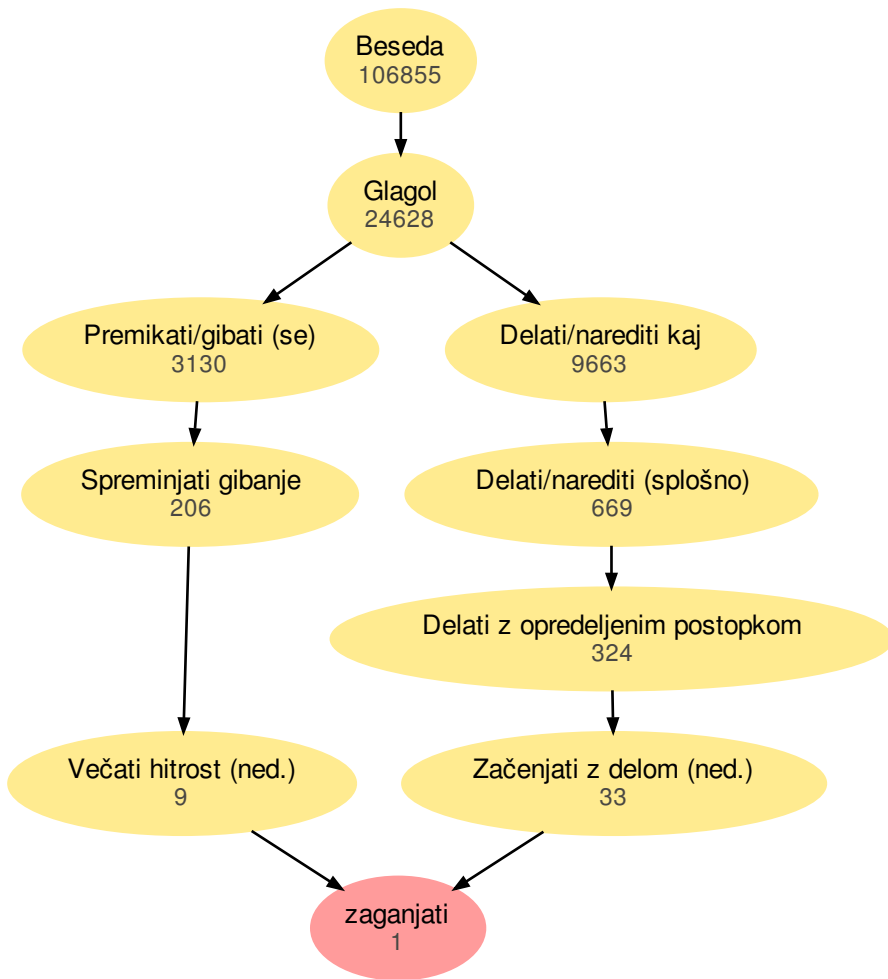 Beseda
106855
Glagol
24628
Premikati/gibati (se)
3130
Delati/narediti kaj
9663
Spreminjati gibanje
206
Delati/narediti (splošno)
669
Delati z opredeljenim postopkom
324
Večati hitrost (ned.)
9
Začenjati z delom (ned.)
33
zaganjati
1